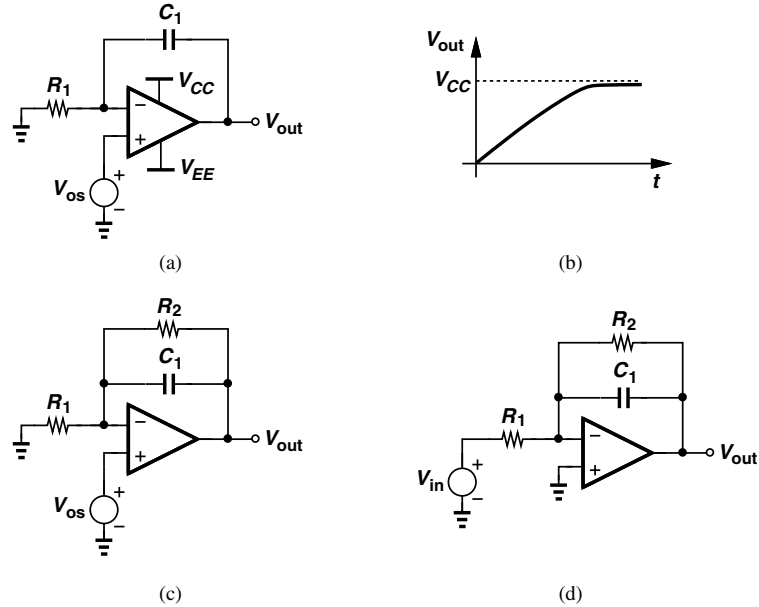 C1
R1
VCC
− +
Vout
VEE
Vos
+ −
(a)
Vout
VCC
t
(b)
R2
C1
R1
− +
Vout
Vos
+ −
(c)
R2
C1
R1
− +
Vout
Vin
+ −
(d)